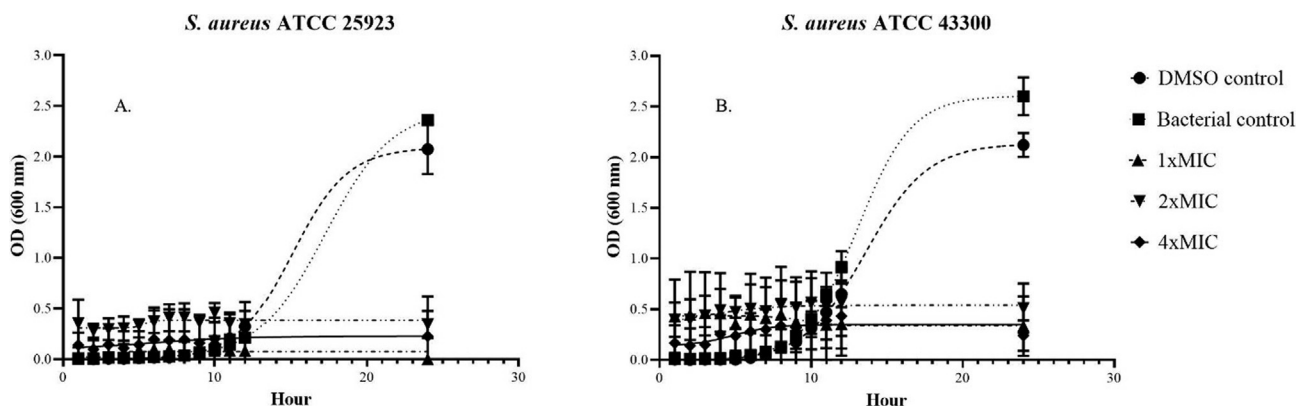 S. aureus ATCC 25923
3.0
2.5
2.0
1.5
1.0
0.5
0.0
OD (600 nm)
A.
0
10
20
30
Hour
S. aureus ATCC 43300
3.0
2.5
2.0
1.5
1.0
0.5
0.0
OD (600 nm)
B.
0
10
20
30
Hour
DMSO control
Bacterial control
1xMIC
2xMIC
4xMIC